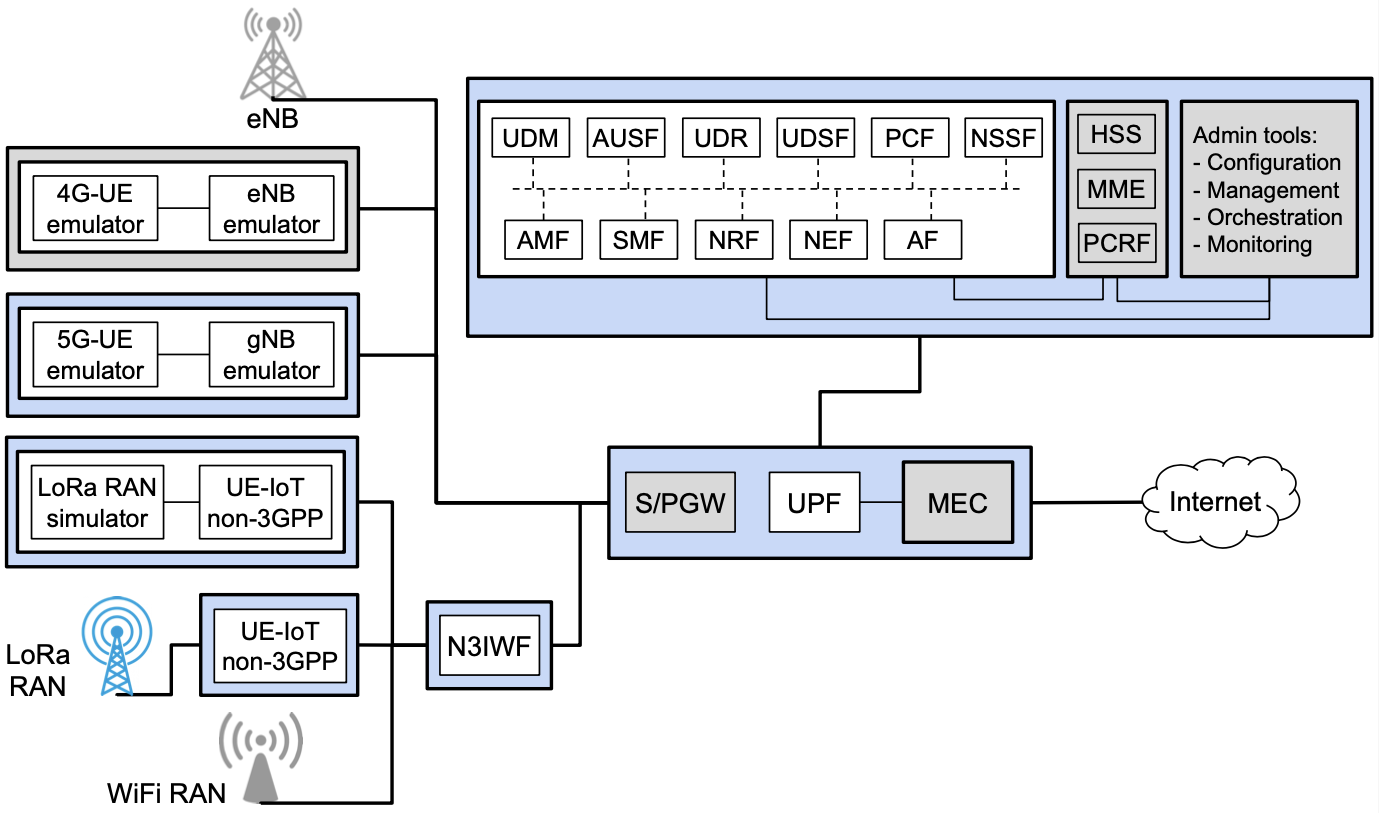 eNB
4G-UE
emulator
eNB
emulator
5G-UE
emulator
gNB
emulator
LoRa RAN
simulator
UE-IoT
non-3GPP
LoRa
RAN
UE-IoT
non-3GPP
WiFi RAN
N3IWF
UDM
AUSF
UDR
UDSF
PCF
NSSF
AMF
SMF
NRF
NEF
AF
HSS
MME
PCRF
Admin tools:
- Configuration
- Management
- Orchestration
- Monitoring
S/PGW
UPF
MEC
Internet